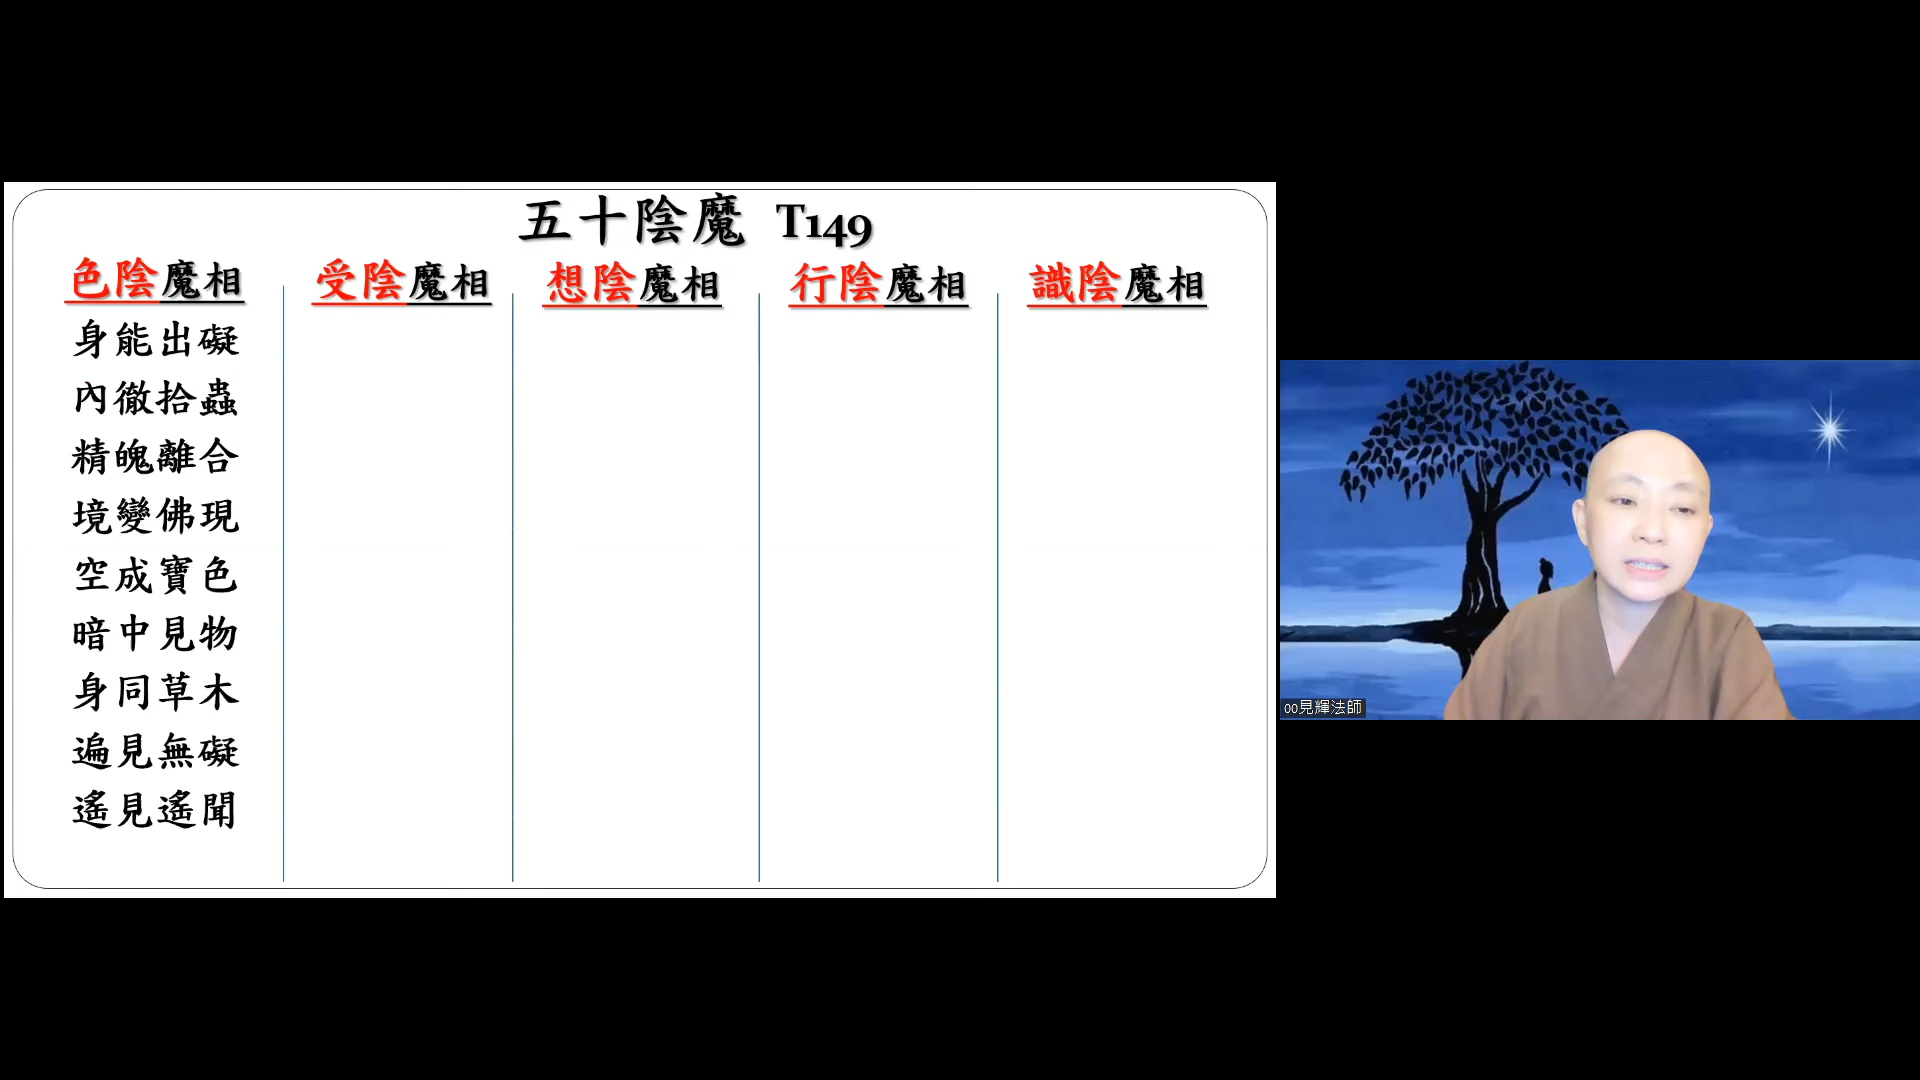 五十陰魔 T149
色陰魔相 受陰魔相 想陰魔相 行陰魔相 識陰魔相
身能出礙
內徹拾蟲
精魄離合
境變佛現
空成寶色
暗中見物
身同草木
遍見無礙
遙見遙聞
oo見輝法師